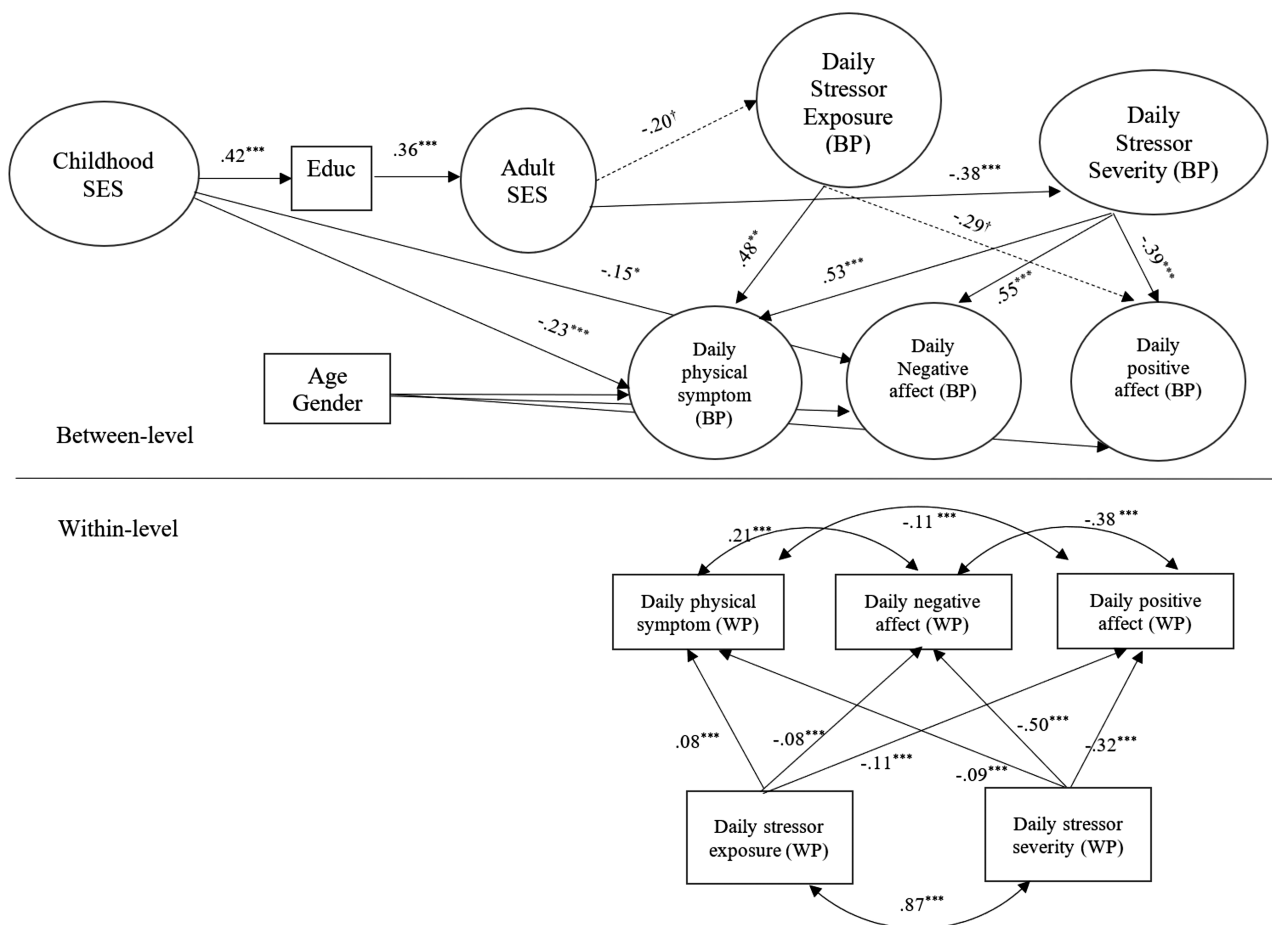 Childhood
SES
.42***
Educ
.36***
Adult
SES
-.20†
Daily
Stressor
Exposure
(BP)
-.38***
Daily
Stressor
Severity (BP)
-.15*
-.23***
.48**
.53***
-.29†
.55***
-.39***
Age
Gender
Daily
physical
symptom
(BP)
Daily
Negative
affect (BP)
Daily
positive
affect (BP)
Between-level
Within-level
.21***
-.11***
-.38***
Daily physical
symptom (WP)
Daily negative
affect (WP)
Daily positive
affect (WP)
.08***
-.08***
-.11***
-.09***
-.50***
-.32***
Daily stressor
exposure (WP)
Daily stressor
severity (WP)
.87***